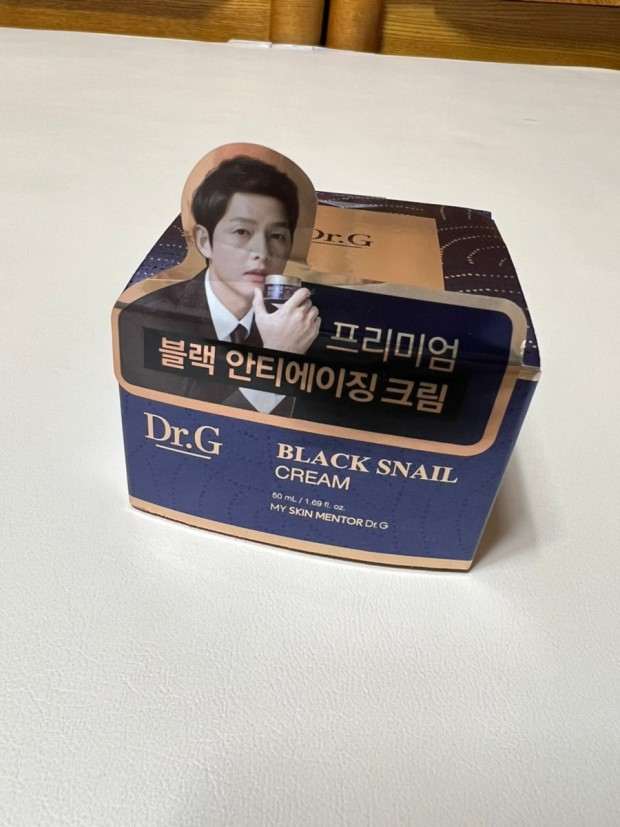 Dr.G
프리미엄
블랙 안티에이징 크림
Dr.G
BLACK SNAIL
CREAM
50 mL / 1.69 fl. oz.
MY SKIN MENTOR Dr.G